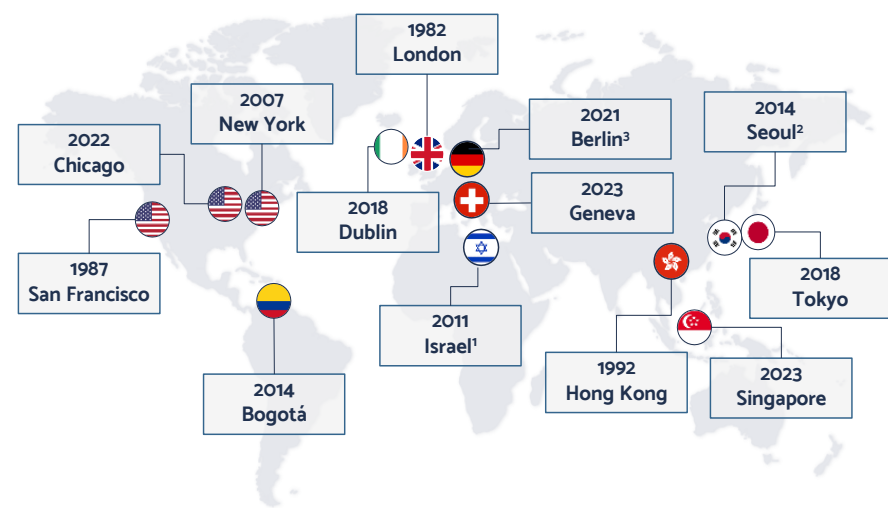 1982
London
2007
New York
2022
Chicago
2021
Berlin³
2014
Seoul²
2018
Dublin
2023
Geneva
1987
San Francisco
2018
Tokyo
2011
Israel¹
1992
Hong Kong
2023
Singapore
2014
Bogotá